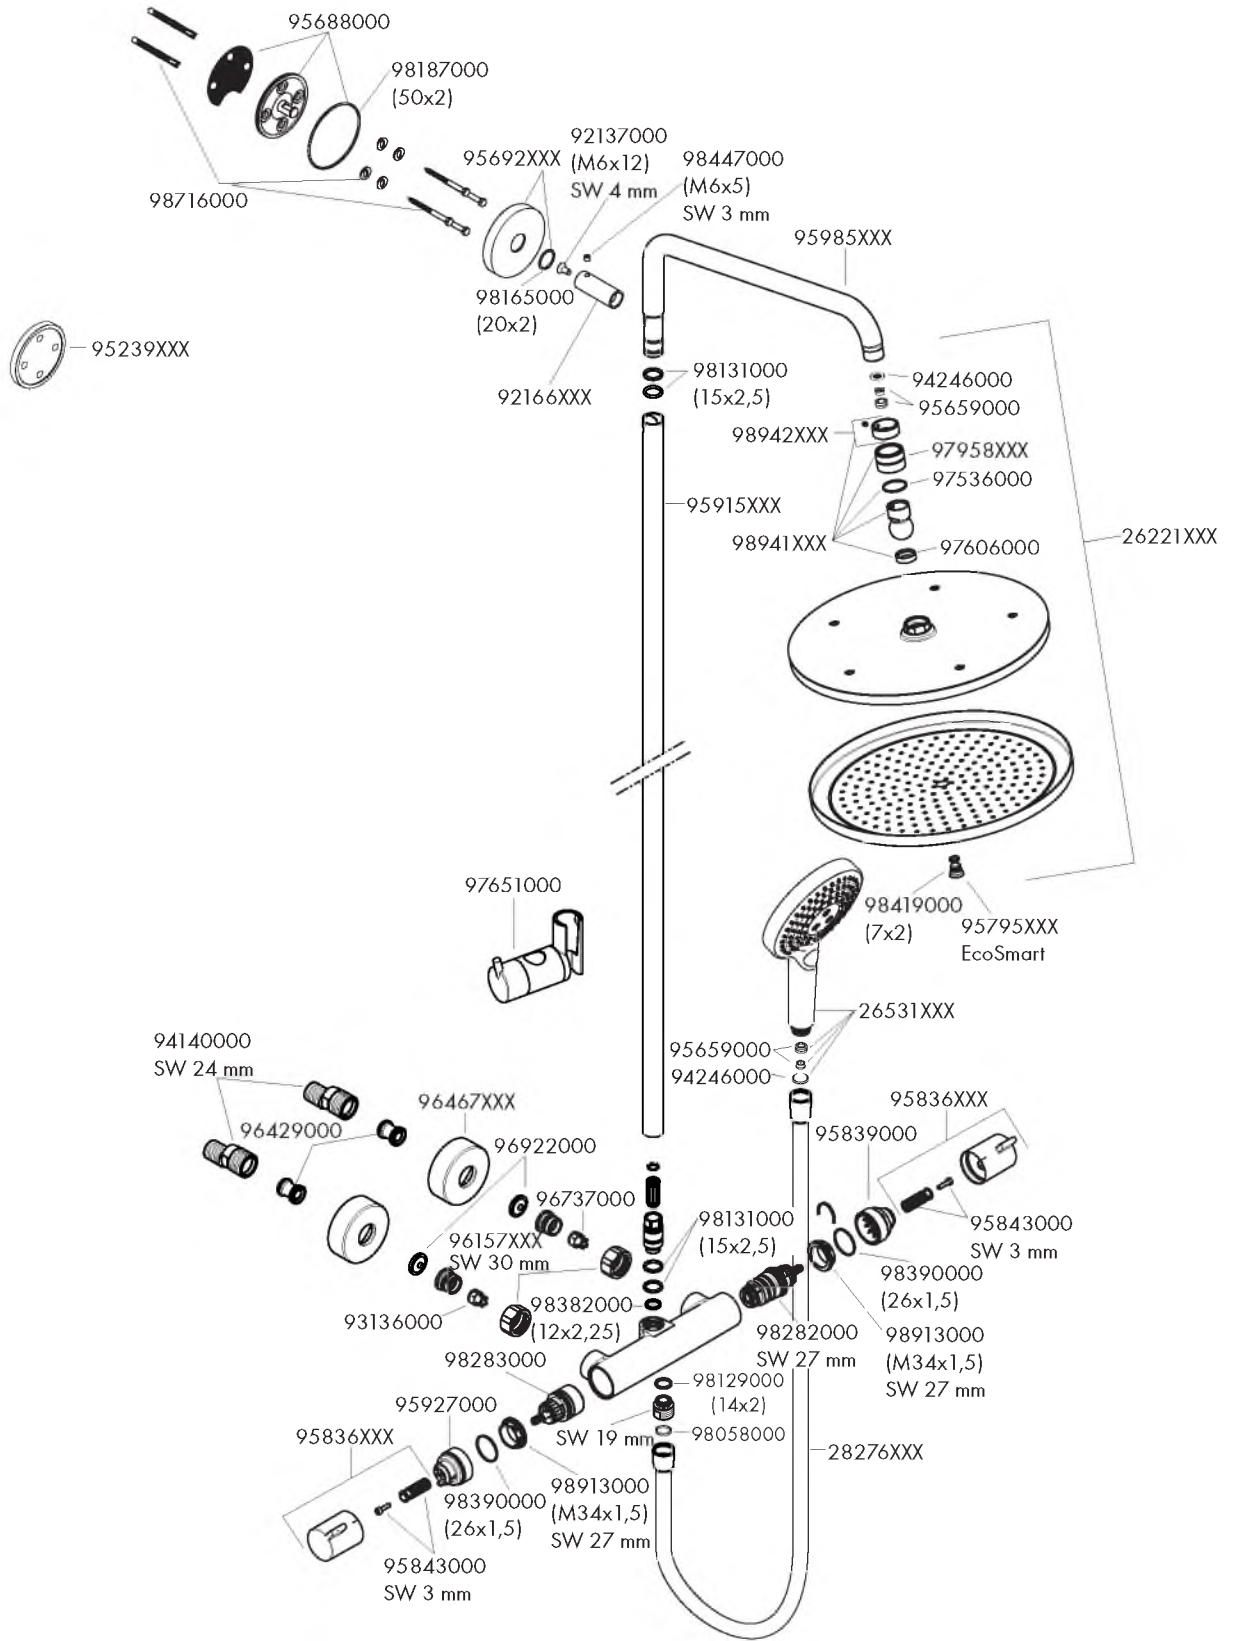 95688000
98187000
(50x2)
98716000
95692XXX
92137000
(M6x12)
SW 4 mm
98447000
(M6x5)
SW 3 mm
95985XXX
98165000
(20x2)
92166XXX
95239XXX
98131000
(15x2,5)
94246000
95659000
98942XXX
97958XXX
97536000
95915XXX
98941XXX
97606000
26221XXX
97651000
98419000
(7x2)
95795XXX
EcoSmart
26531XXX
95659000
94246000
94140000
SW 24 mm
96429000
96467XXX
96922000
96737000
96157XXX
SW 30 mm
93136000
98131000
(15x2,5)
98382000
(12x2,25)
95836XXX
95839000
95843000
SW 3 mm
98390000
(26x1,5)
98282000
SW 27 mm
98913000
(M34x1,5)
SW 27 mm
98283000
95927000
95836XXX
98129000
(14x2)
SW 19 mm
98058000
28276XXX
98390000
(26x1,5)
98913000
(M34x1,5)
SW 27 mm
95843000
SW 3 mm